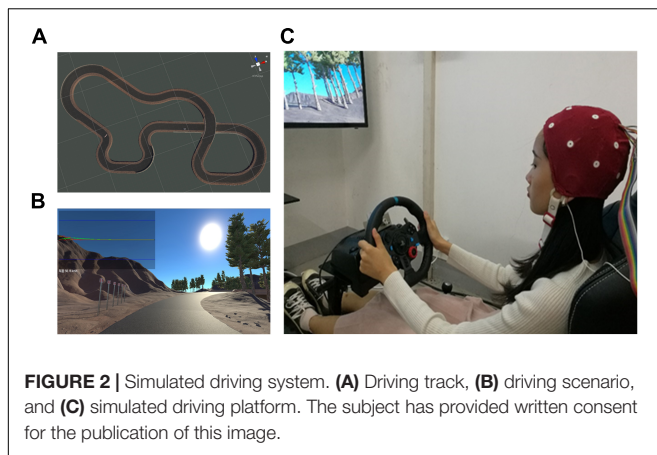 A
C
B
FIGURE 2 | Simulated driving system. (A) Driving track, (B) driving scenario,
and (C) simulated driving platform. The subject has provided written consent
for the publication of this image.